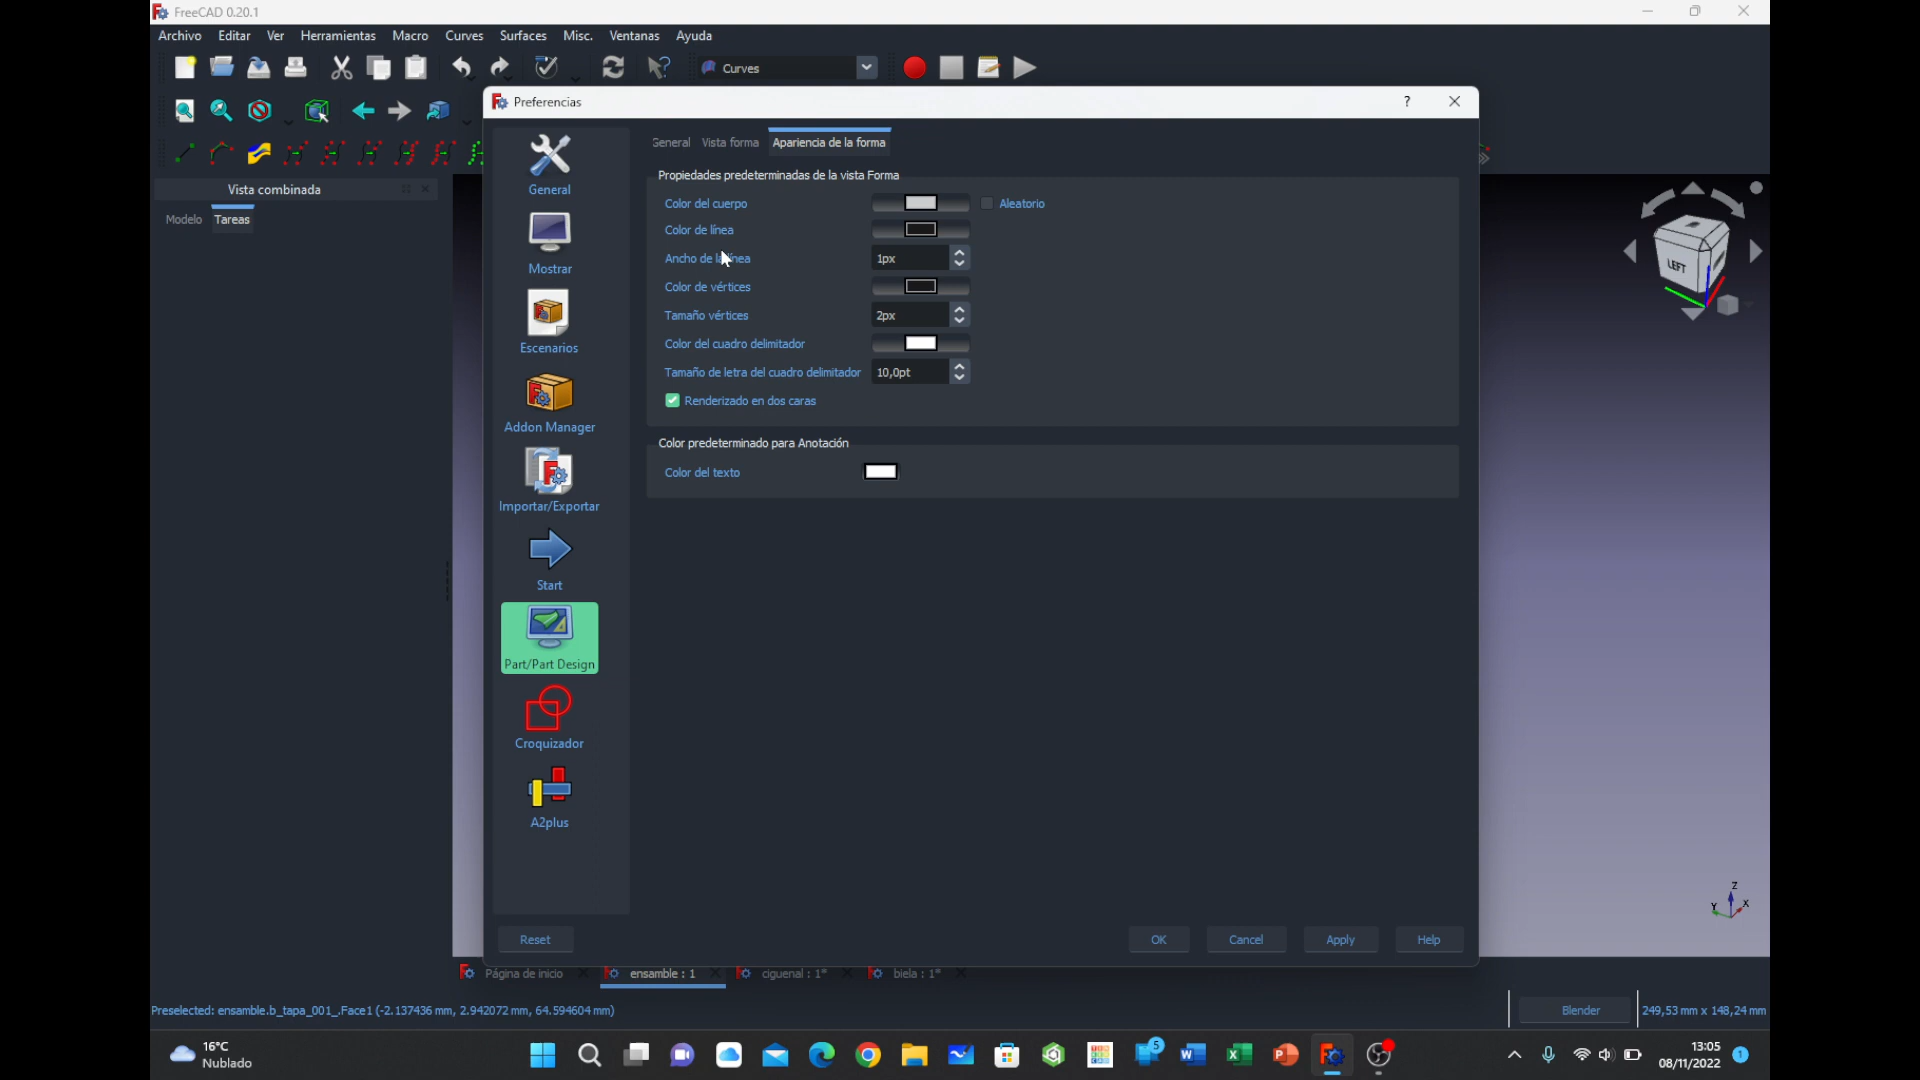 FreeCAD 0.20.1
Archivo Editar Ver Herramientas Macro Curves Surfaces Misc. Ventanas Ayuda
Curves
Preferencias
?
General Vista forma Apariencia de la forma
Vista combinada
Modelo Tareas
General
Mostrar
Escenarios
Addon Manager
Importar/Exportar
Start
Part/Part Design
Croquizador
A2plus
Propiedades predeterminadas de la vista Forma
Color del cuerpo Aleatorio
Color de línea
Ancho de la línea 1px
Color de vértices
Tamaño vértices 2px
Color del cuadro delimitador
Tamaño de letra del cuadro delimitador 10,0pt
Renderizado en dos caras
Color predeterminado para Anotación
Color del texto
LEFT
Z
Y X
Reset OK Cancel Apply Help
Página de inicio ensamble : 1 ciguenal : 1* biela : 1*
Preselected: ensamble.b_tapa_001_.Face1 (-2.137436 mm, 2.942072 mm, 64.594604 mm) Blender 249,53 mm x 148,24 mm
16°C
Nublado
5
13:05
08/11/2022
1